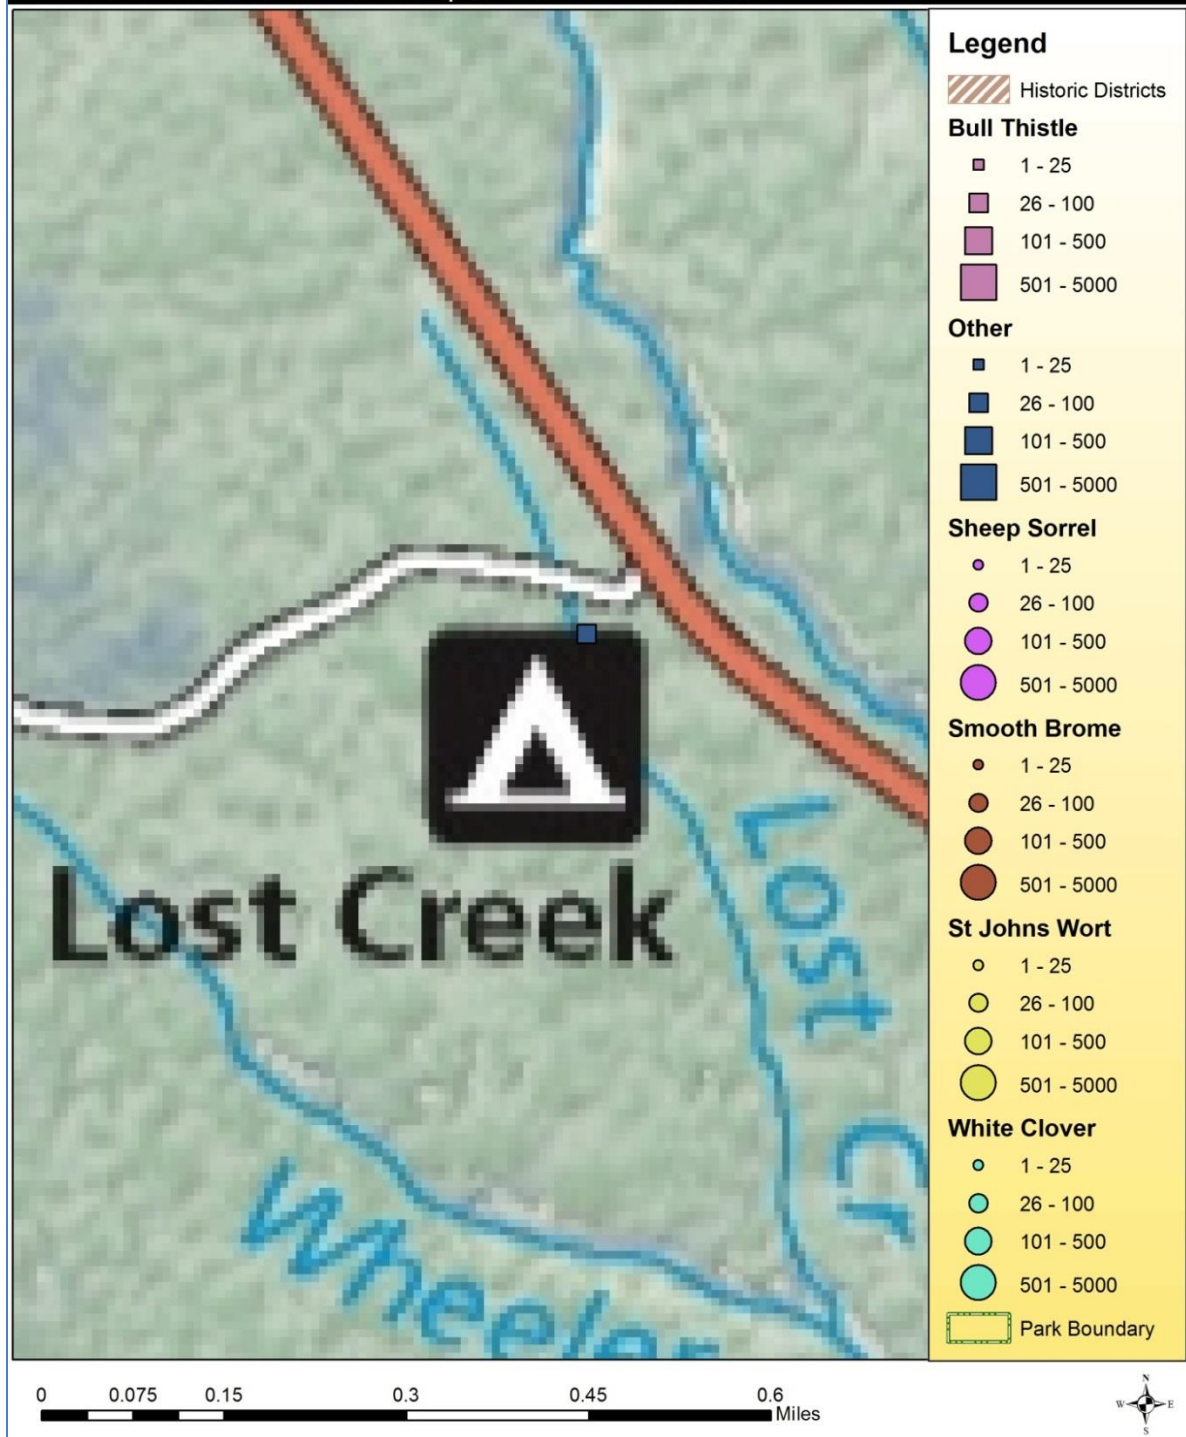 Lost Creek
Lost Cr
Wheeler
Legend
Historic Districts
Bull Thistle
1 - 25
26 - 100
101 - 500
501 - 5000
Other
1 - 25
26 - 100
101 - 500
501 - 5000
Sheep Sorrel
1 - 25
26 - 100
101 - 500
501 - 5000
Smooth Brome
1 - 25
26 - 100
101 - 500
501 - 5000
St Johns Wort
1 - 25
26 - 100
101 - 500
501 - 5000
White Clover
1 - 25
26 - 100
101 - 500
501 - 5000
Park Boundary
0 0.075 0.15 0.3 0.45 0.6
Miles
N
W E
S